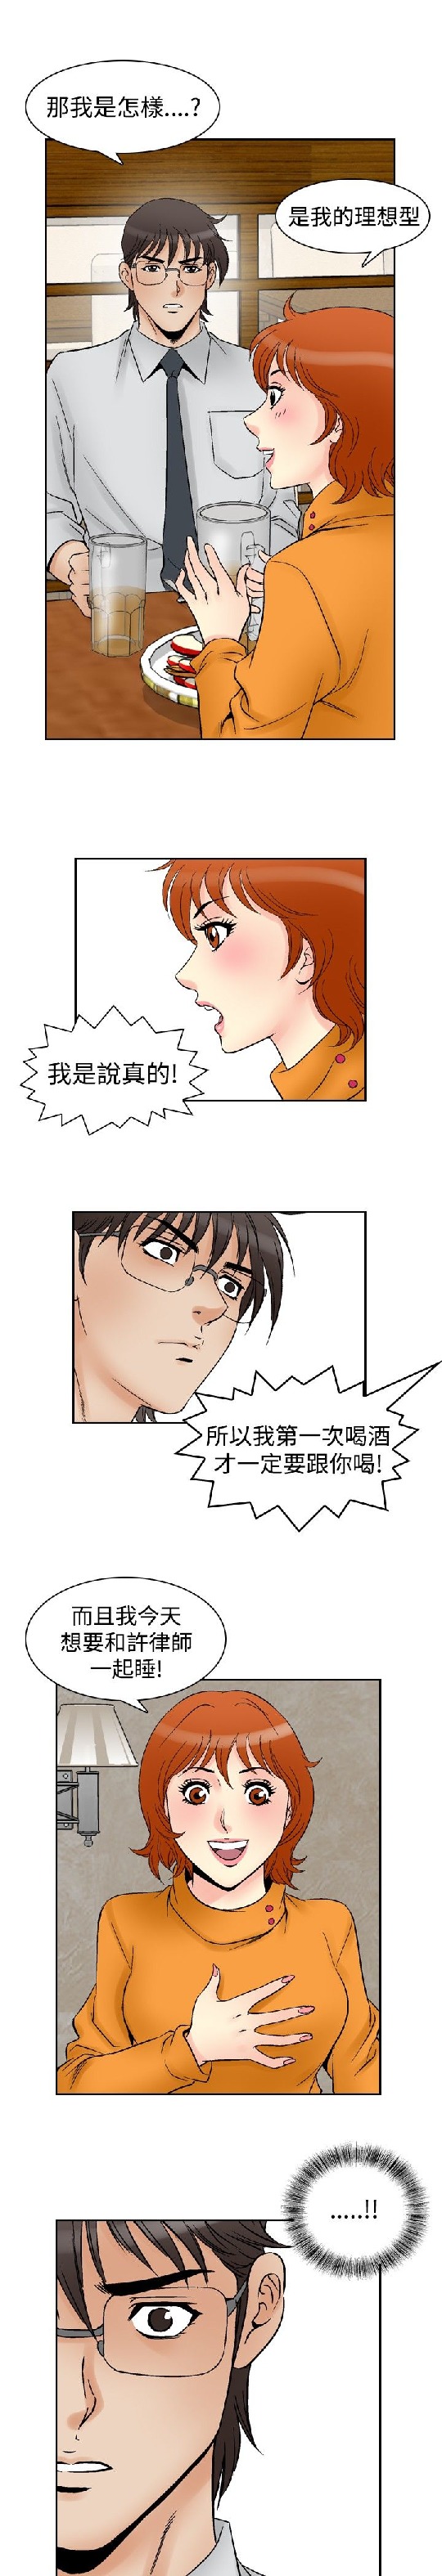 那我是怎樣....?
是我的理想型
我是說真的!
所以我第一次喝酒
才一定要跟你喝!
而且我今天
想要和許律師
一起睡!
.....!!